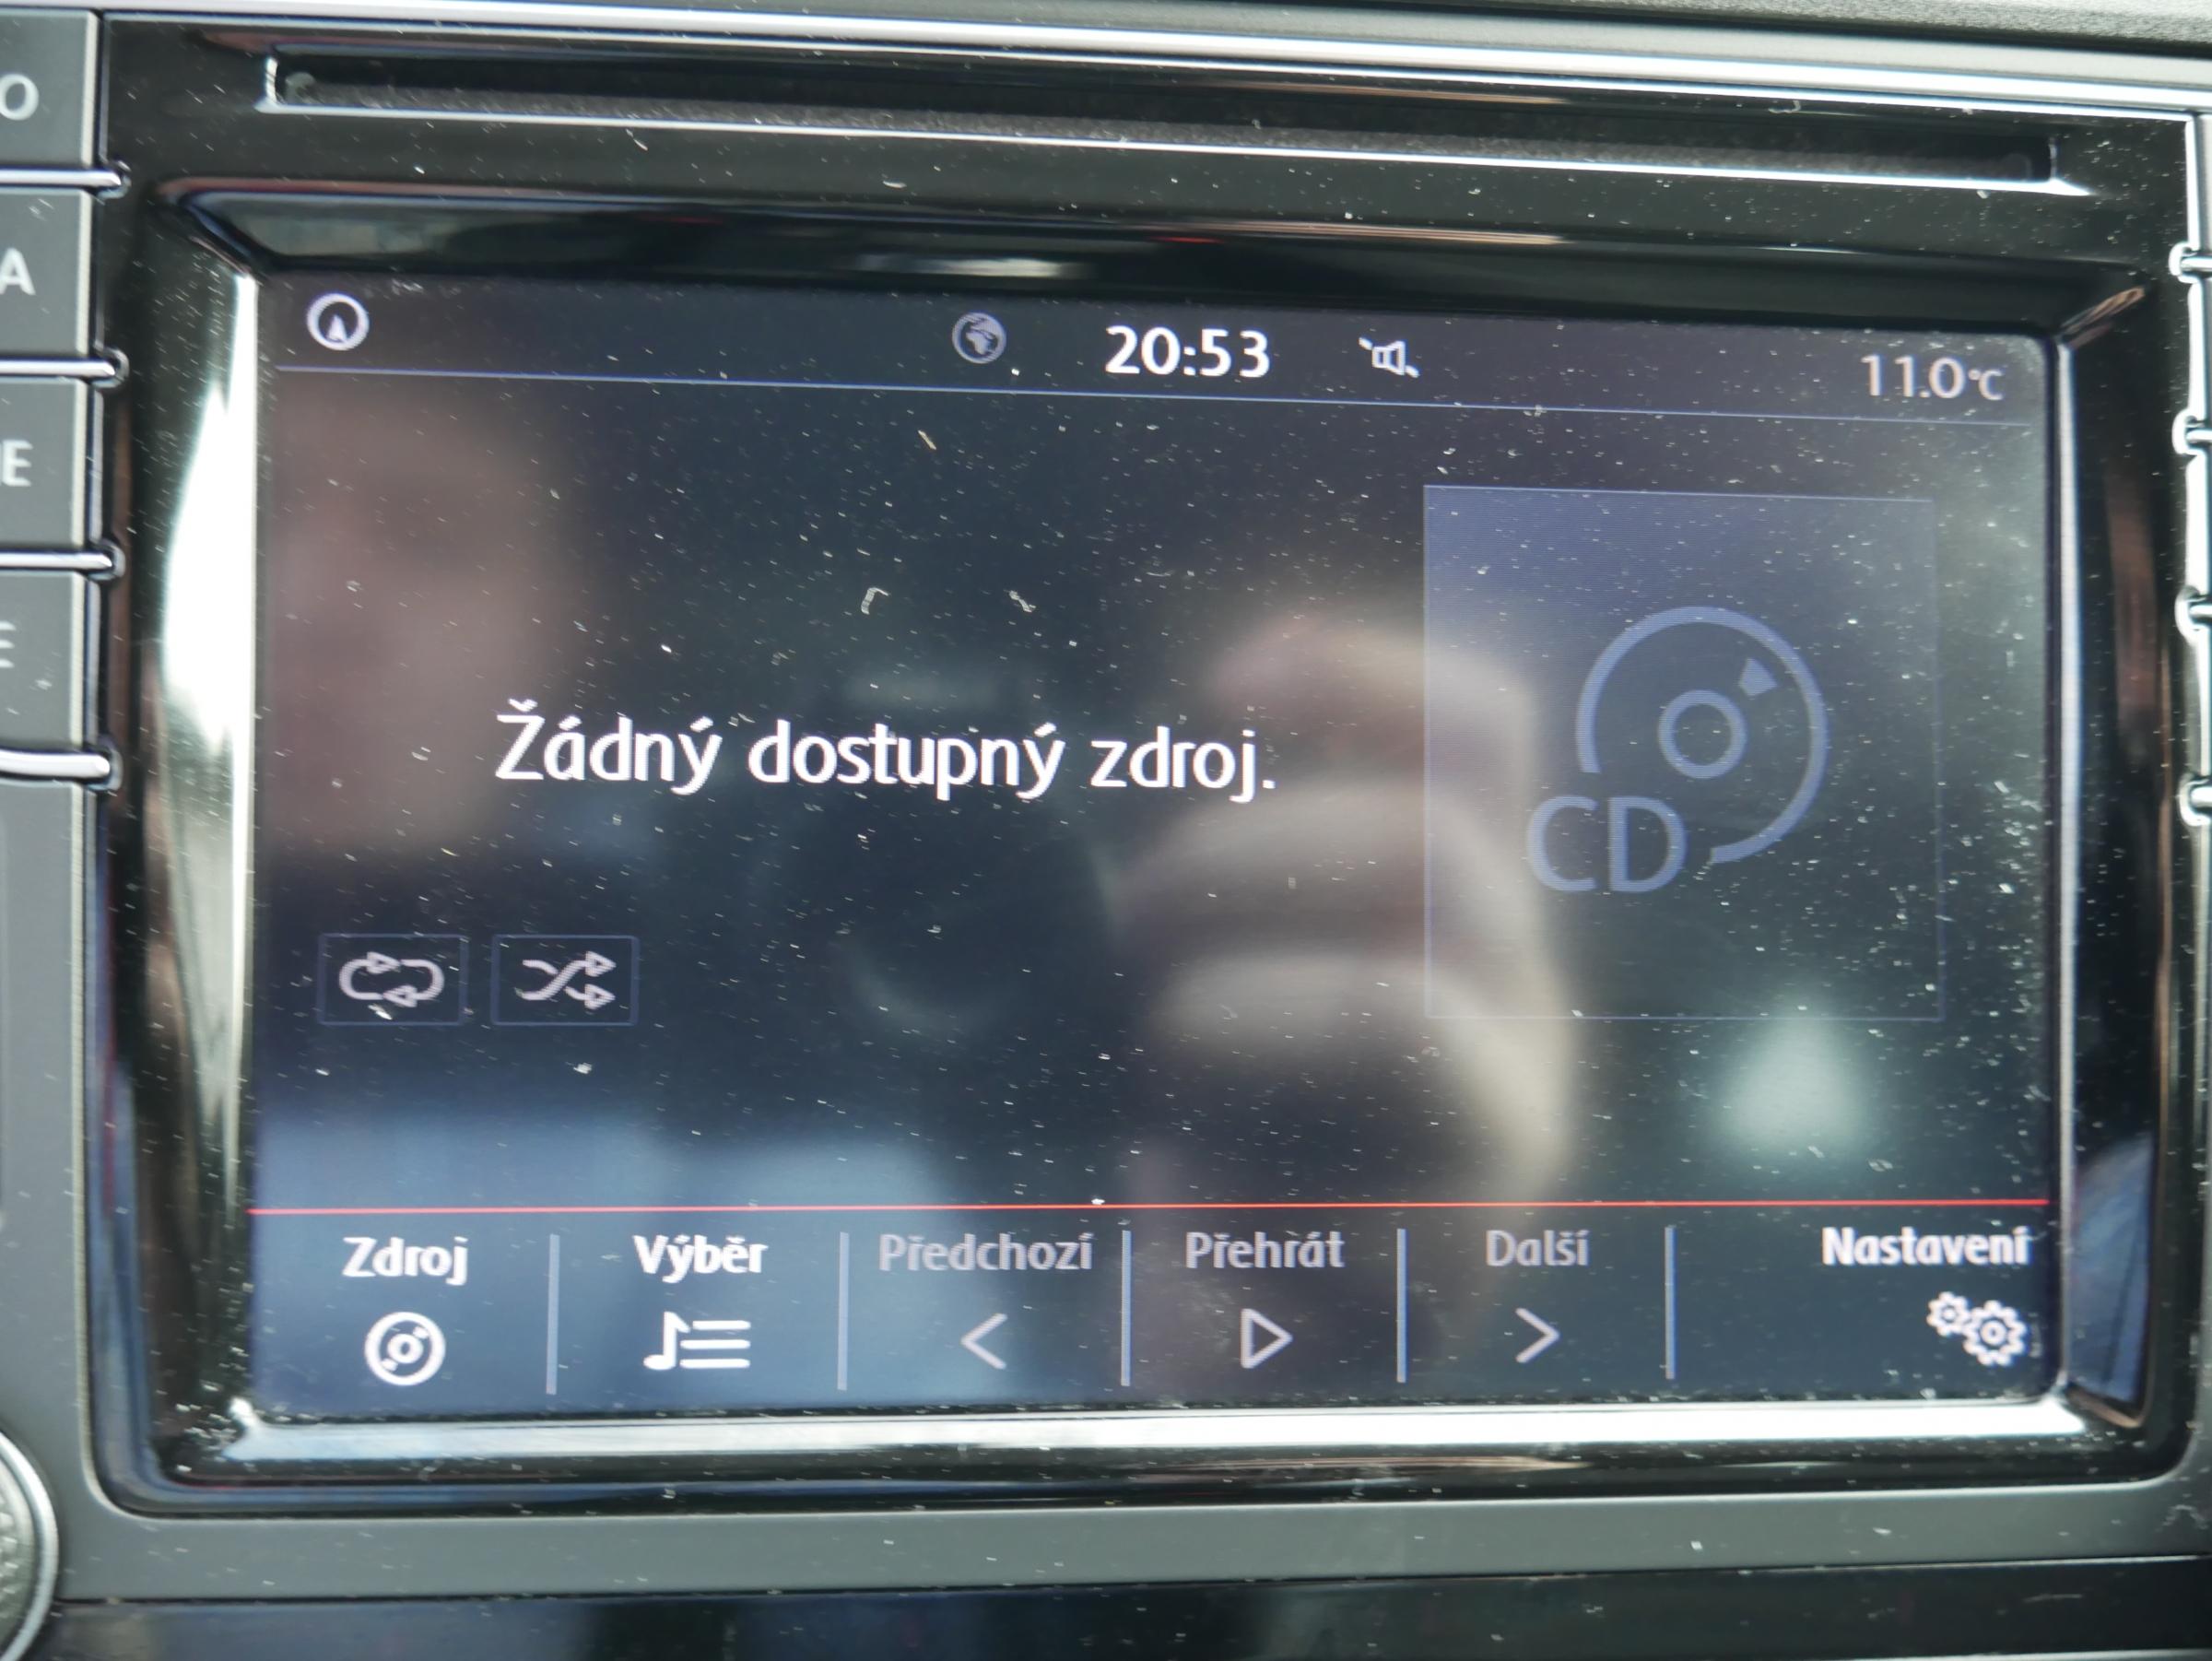 20:53
11.0°C
Žádný dostupný zdroj.
CD
Zdroj
Výběr
Předchozí
Přehrát
Další
Nastavení